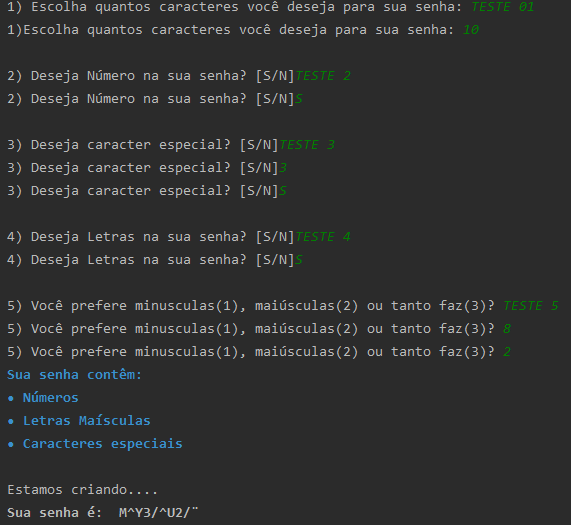 1) Escolha quantos caracteres você deseja para sua senha: TESTE 01
1)Escolha quantos caracteres você deseja para sua senha: 10
2) Deseja Número na sua senha? [S/N]TESTE 2
2) Deseja Número na sua senha? [S/N]S
3) Deseja caracter especial? [S/N]TESTE 3
3) Deseja caracter especial? [S/N]3
3) Deseja caracter especial? [S/N]S
4) Deseja Letras na sua senha? [S/N]TESTE 4
4) Deseja Letras na sua senha? [S/N]S
5) Você prefere minusculas(1), maiúsculas(2) ou tanto faz(3)? TESTE 5
5) Você prefere minusculas(1), maiúsculas(2) ou tanto faz(3)? 8
5) Você prefere minusculas(1), maiúsculas(2) ou tanto faz(3)? 2
Sua senha contêm:
• Números
• Letras Maísculas
• Caracteres especiais
Estamos criando....
Sua senha é:  M^Y3/^U2/¨